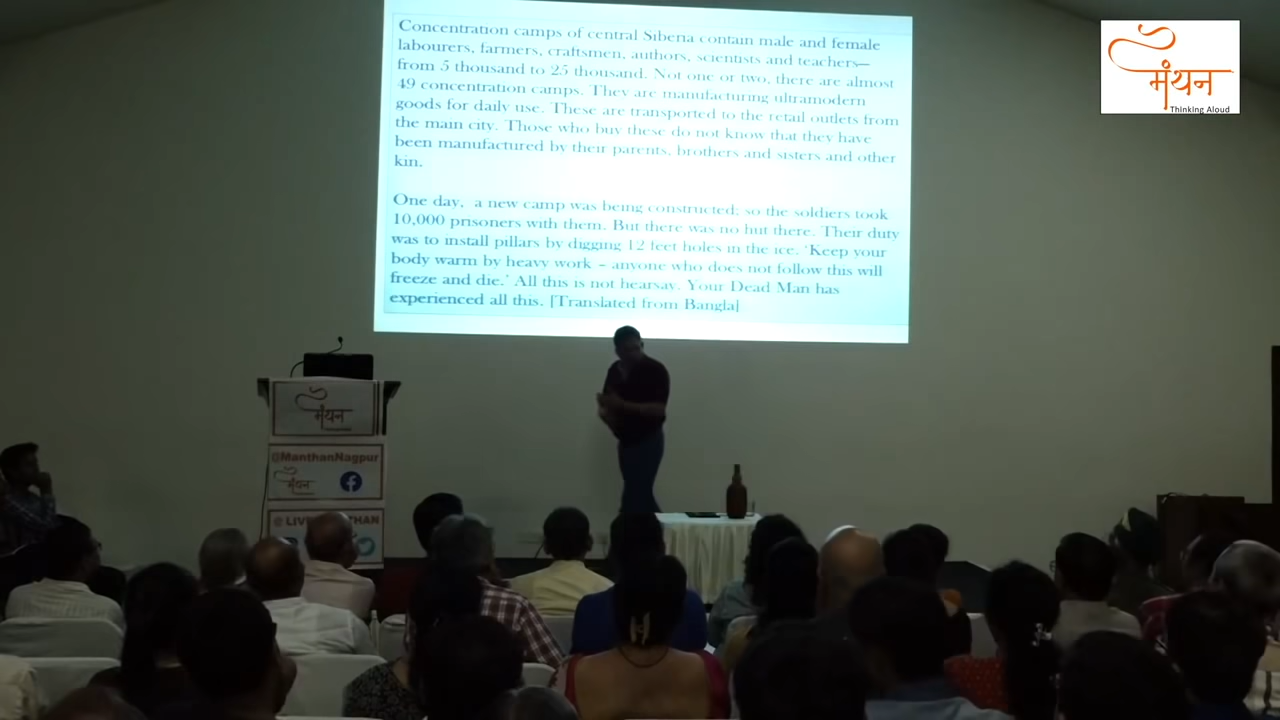 Concentration camps of central Siberia contain male and female
labourers, farmers, craftsmen, authors, scientists and teachers—
from 5 thousand to 25 thousand. Not one or two, there are almost
49 concentration camps. They are manufacturing ultramodern
goods for daily use. These are transported to the retail outlets from
the main city. Those who buy these do not know that they have
been manufactured by their parents, brothers and sisters and other
kin.
One day, a new camp was being constructed; so the soldiers took
10,000 prisoners with them. But there was no hut there. Their duty
was to install pillars by digging 12 feet holes in the ice. ‘Keep your
body warm by heavy work – anyone who does not follow this will
freeze and die.’ All this is not hearsay. Your Dead Man has
experienced all this. [Translated from Bangla]
मंथन
Thinking Aloud
मंथन
@ManthanNagpur
मंथन